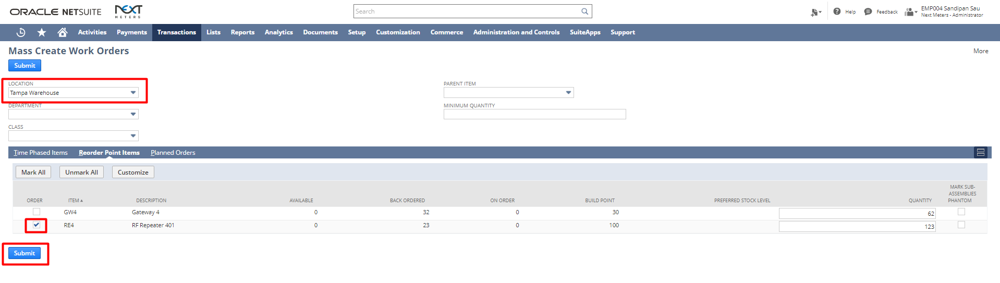 ORACLE NETSUITE
NEXT
METERS
Search
Help
Feedback
EMP004 Sandipan Sau
Next Meters - Administrator
Activities Payments Transactions Lists Reports Analytics Documents Setup Customization Commerce Administration and Controls SuiteApps Support
Mass Create Work Orders
More
Submit
LOCATION
Tampa Warehouse
PARENT ITEM
DEPARTMENT
MINIMUM QUANTITY
CLASS
Time Phased Items Reorder Point Items Planned Orders
Mark All Unmark All Customize
ORDER ITEM DESCRIPTION AVAILABLE BACK ORDERED ON ORDER BUILD POINT PREFERRED STOCK LEVEL QUANTITY MARK SUB-
ASSEMBLIES
PHANTOM
GW4 Gateway 4 0 32 0 30 62
RE4 RF Repeater 401 0 23 0 100 123
Submit